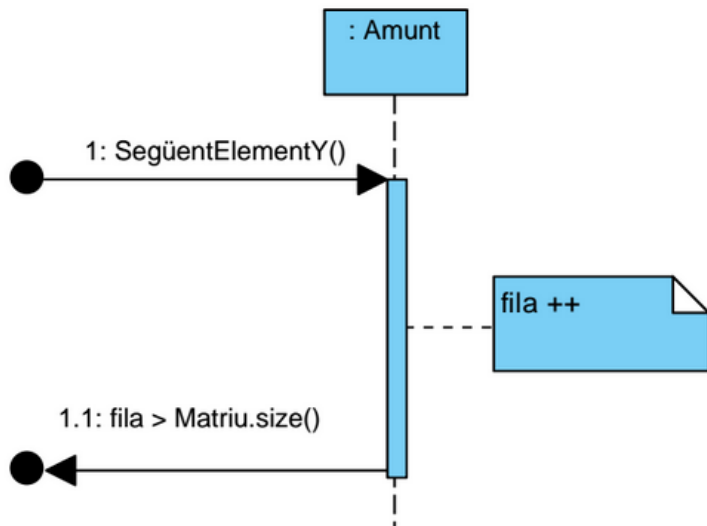 : Amunt
1: SegüentElementY()
fila ++
1.1: fila > Matriu.size()